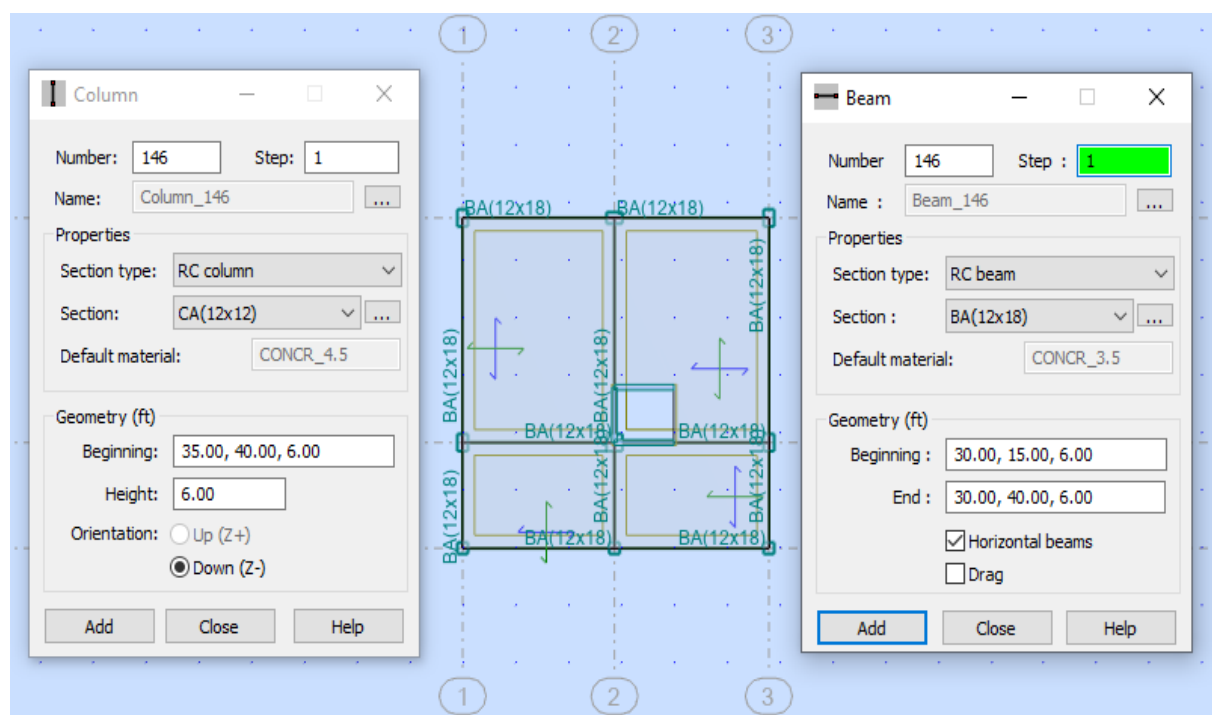 1 2 3
Column
Number: 146 Step: 1
Name: Column_146 ...
Properties
Section type: RC column
Section: CA(12x12) ...
Default material: CONCR_4.5
Geometry (ft)
Beginning: 35.00, 40.00, 6.00
Height: 6.00
Orientation: Up (Z+)
Down (Z-)
Add Close Help
BA(12x18) BA(12x18)
BA(12x18)
BA(12x18)
BA(12x18)
BA(12x18) BA(12x18)
BA(12x18)
BA(12x18)
BA(12x18)
BA(12x18) BA(12x18)
Beam
Number 146 Step : 1
Name : Beam_146 ...
Properties
Section type: RC beam
Section : BA(12x18) ...
Default material: CONCR_3.5
Geometry (ft)
Beginning : 30.00, 15.00, 6.00
End : 30.00, 40.00, 6.00
Horizontal beams
Drag
Add Close Help
1 2 3